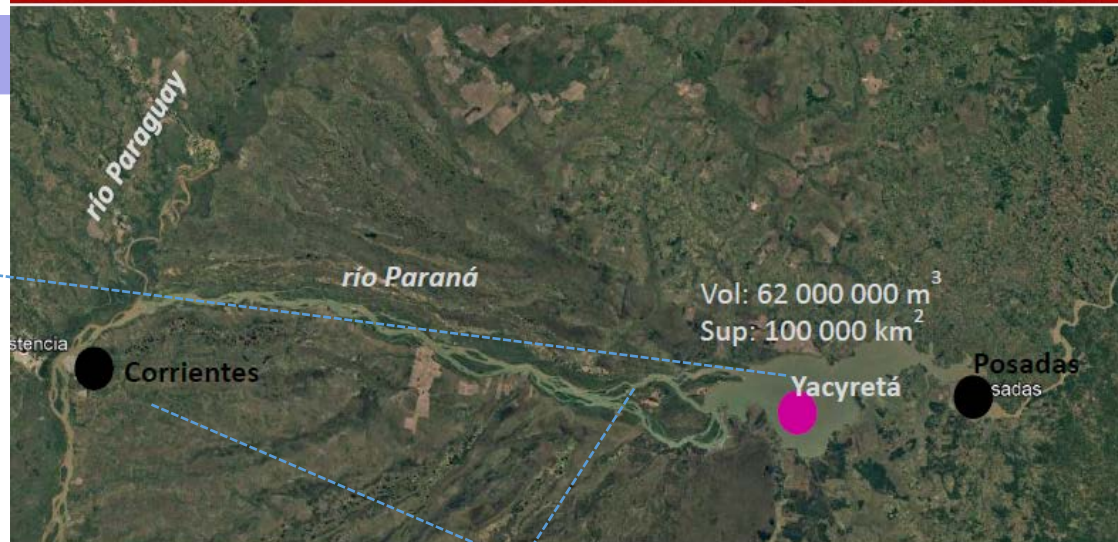 río Paraguay
río Paraná
Vol: 62 000 000 m³
Sup: 100 000 km²
stencia
Corrientes
Posadas
Yacyretá
sadas